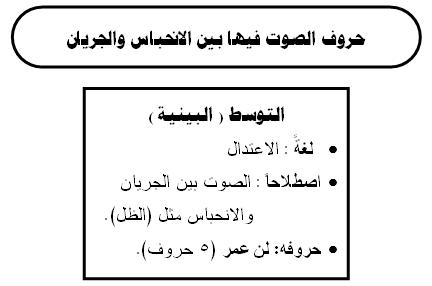 حروف الصوت فيها بين الانحباس والجريان
التوسط ( البينية )
• لغةً : الاعتدال
• اصطلاحاً : الصوت بين الجريان
والانحباس مثل (الظل).
• حروفه: لن عمر (٥ حروف).